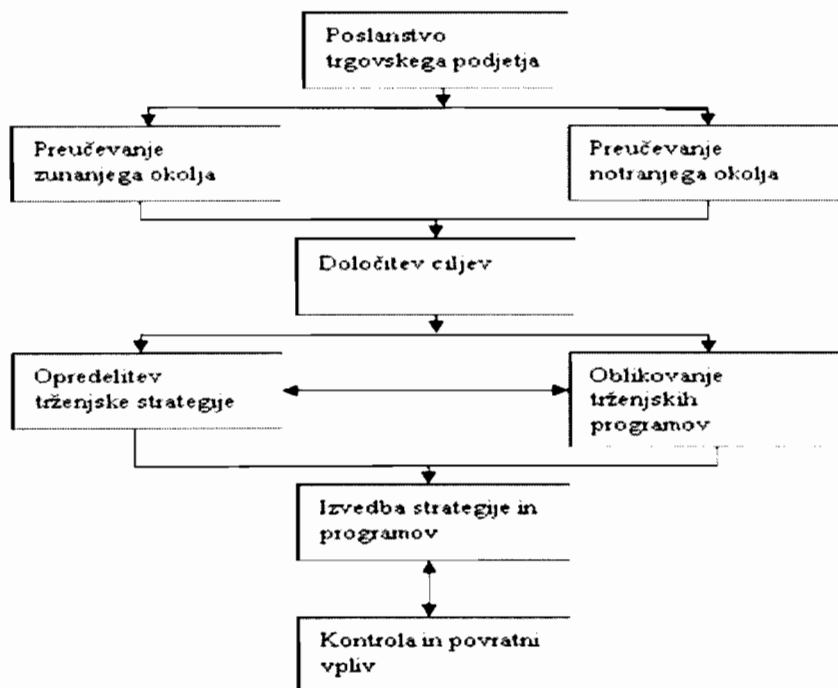 Poslanstvo
trgovskega podjetja
Preučevanje
zunanjega okolja
Preučevanje
notranjega okolja
Določitev ciljev
Opredelitev
trženjske strategije
Oblikovanje
trženjskih
programov
Izvedba strategije in
programov
Kontrola in povratni
vpliv